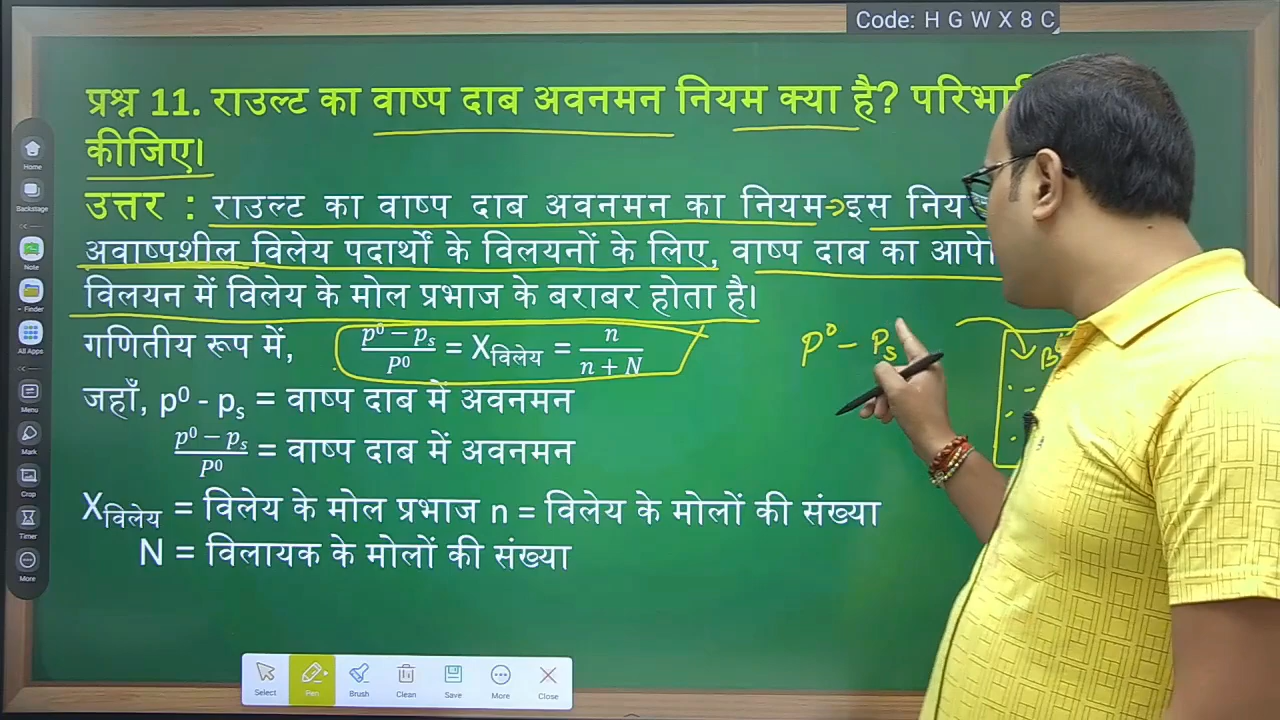 Code: H G W X 8 C
प्रश्न 11. राउल्ट का वाष्प दाब अवनमन नियम क्या है?
कीजिए।
उत्तर : राउल्ट का वाष्प दाब अवनमन का नियम→ इस
अवाष्पशील विलेय पदार्थों के विलयनों के लिए, वाष्प दाब का
विलयन में विलेय के मोल प्रभाज के बराबर होता है।
गणितीय रूप में, (p⁰ – pₛ)/P⁰ = Xविलेय = n/(n + N)
p⁰ – Pₛ
जहाँ, p⁰ - pₛ = वाष्प दाब में अवनमन
(p⁰ – pₛ)/P⁰ = वाष्प दाब में अवनमन
Xविलेय = विलेय के मोल प्रभाज n = विलेय के मोलों की संख्या
N = विलायक के मोलों की संख्या
Home
Backstage
Note
Finder
All Apps
Menu
Mark
Crop
Timer
More
Select Pen Brush Clean Save More Close